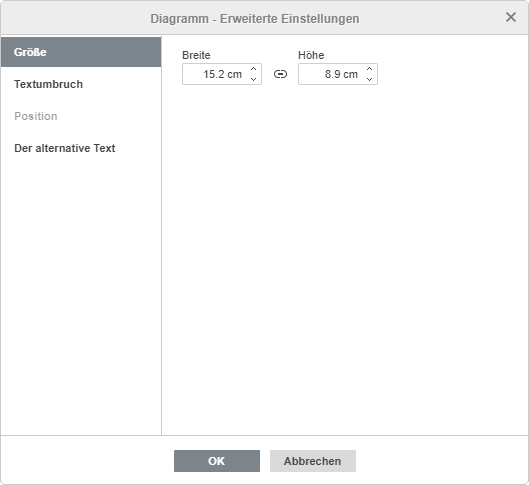 Diagramm - Erweiterte Einstellungen
Größe
Textumbruch
Position
Der alternative Text
Breite
Höhe
15.2 cm
8.9 cm
OK
Abbrechen